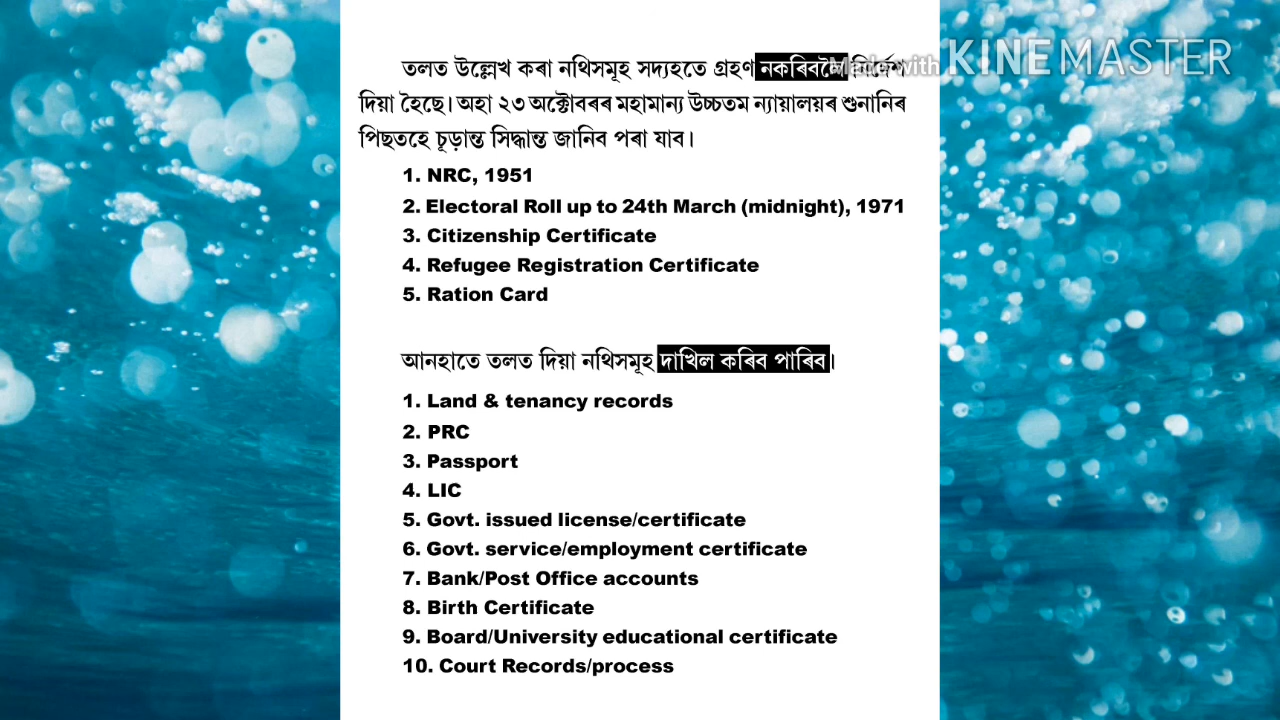 Made with KINEMASTER
তলত উল্লেখ কৰা নথিসমূহ সদ্যহতে গ্ৰহণ নকৰিবলৈ নিৰ্দেশ
দিয়া হৈছে। অহা ২৩ অক্টোবৰৰ মহামান্য উচ্চতম ন্যায়ালয়ৰ শুনানিৰ
পিছতহে চূড়ান্ত সিদ্ধান্ত জানিব পৰা যাব।
1. NRC, 1951
2. Electoral Roll up to 24th March (midnight), 1971
3. Citizenship Certificate
4. Refugee Registration Certificate
5. Ration Card
আনহাতে তলত দিয়া নথিসমূহ দাখিল কৰিব পাৰিব।
1. Land & tenancy records
2. PRC
3. Passport
4. LIC
5. Govt. issued license/certificate
6. Govt. service/employment certificate
7. Bank/Post Office accounts
8. Birth Certificate
9. Board/University educational certificate
10. Court Records/process